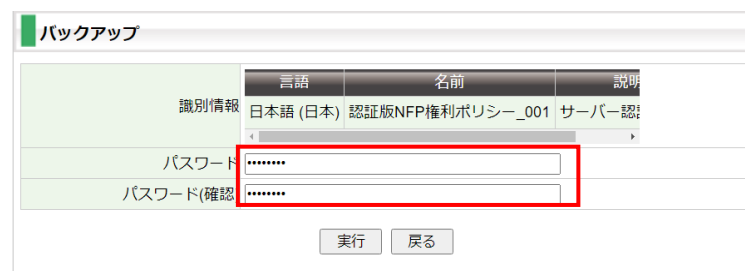 バックアップ
言語 名前 説明
識別情報 日本語 (日本) 認証版NFP権利ポリシー_001 サーバー認証
パスワード ••••••••
パスワード(確認 ••••••••
実行 戻る